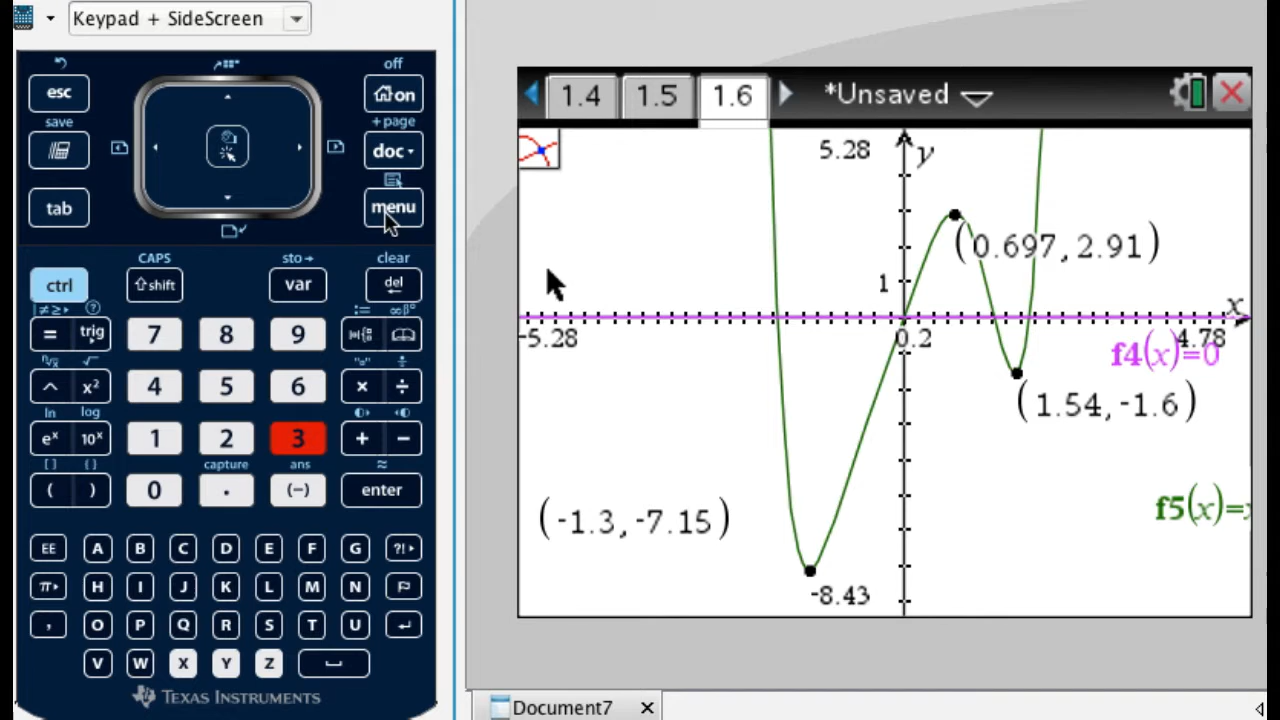 Keypad + SideScreen
off
esc
on
save
+ page
doc
tab
menu
CAPS
sto→
clear
ctrl
⇧shift
var
del
|≠≥▸
?
:=
∞β°
=
trig
7
8
9
^
x²
4
5
6
×
÷
ln
log
eˣ
10ˣ
1
2
3
+
−
[ ]
{ }
capture
ans
≈
(
)
0
.
(−)
enter
EE
A
B
C
D
E
F
G
?!▸
π▸
H
I
J
K
L
M
N
,
O
P
Q
R
S
T
U
V
W
X
Y
Z
TEXAS INSTRUMENTS
1.4
1.5
1.6
*Unsaved
5.28
y
(0.697, 2.91)
1
x
-5.28
0.2
4.78
f4(x)=0
(1.54, -1.6)
f5(x)=
(-1.3, -7.15)
-8.43
Document7